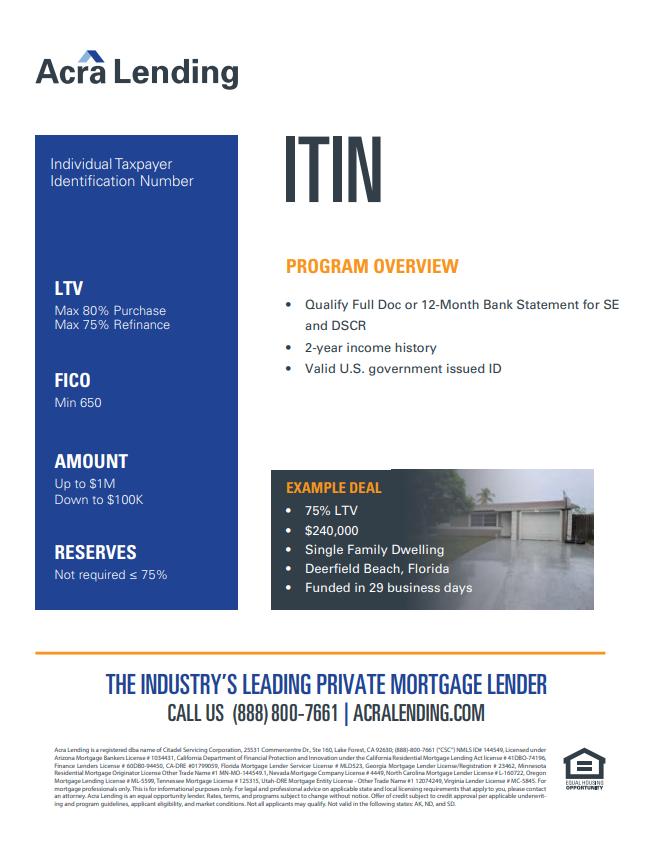 Acra Lending
Individual Taxpayer
Identification Number
LTV
Max 80% Purchase
Max 75% Refinance
FICO
Min 650
AMOUNT
Up to $1M
Down to $100K
RESERVES
Not required ≤ 75%
ITIN
PROGRAM OVERVIEW
• Qualify Full Doc or 12-Month Bank Statement for SE
and DSCR
• 2-year income history
• Valid U.S. government issued ID
EXAMPLE DEAL
• 75% LTV
• $240,000
• Single Family Dwelling
• Deerfield Beach, Florida
• Funded in 29 business days
THE INDUSTRY'S LEADING PRIVATE MORTGAGE LENDER
CALL US (888) 800-7661 | ACRALENDING.COM
Acra Lending is a registered dba name of Citadel Servicing Corporation, 25531 Commercentre Dr., Ste 160, Lake Forest, CA 92630; (888)-800-7661 ("CSC") NMLS ID# 144549, Licensed under
Arizona Mortgage Bankers License # 1034431, California Department of Financial Protection and Innovation under the California Residential Mortgage Lending Act license # 41DBO-74196,
Finance Lenders License # 60DBO-94450, CA-DRE #01799059, Florida Mortgage Lender Servicer License # MLD523, Georgia Mortgage Lender License/Registration # 23462, Minnesota
Residential Mortgage Originator License Other Trade Name #1 MN-MO-144549.1, Nevada Mortgage Company License # 4449, North Carolina Mortgage Lender License # L-160722, Oregon
Mortgage Lending License # ML-5599, Tennessee Mortgage License # 125315, Utah-DRE Mortgage Entity License - Other Trade Name #1 12074249, Virginia Lender License # MC-5845. For
mortgage professionals only. This is for informational purposes only. For legal and professional advice on applicable state and local licensing requirements that apply to you, please contact
an attorney. Acra Lending is an equal opportunity lender. Rates, terms, and programs subject to change without notice. Offer of credit subject to credit approval per applicable underwrit-
ing and program guidelines, applicant eligibility, and market conditions. Not all applicants may qualify. Not valid in the following states: AK, ND, and SD.
EQUAL HOUSING
OPPORTUNITY